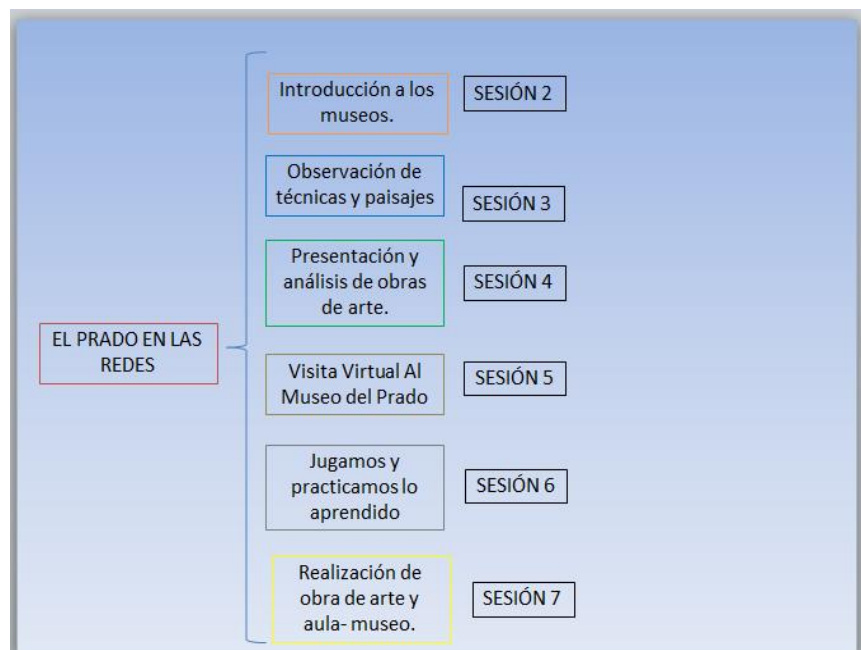 Introducción a los
museos.
SESIÓN 2
Observación de
técnicas y paisajes
SESIÓN 3
Presentación y
análisis de obras
de arte.
SESIÓN 4
EL PRADO EN LAS
REDES
Visita Virtual Al
Museo del Prado
SESIÓN 5
Jugamos y
practicamos lo
aprendido
SESIÓN 6
Realización de
obra de arte y
aula- museo.
SESIÓN 7